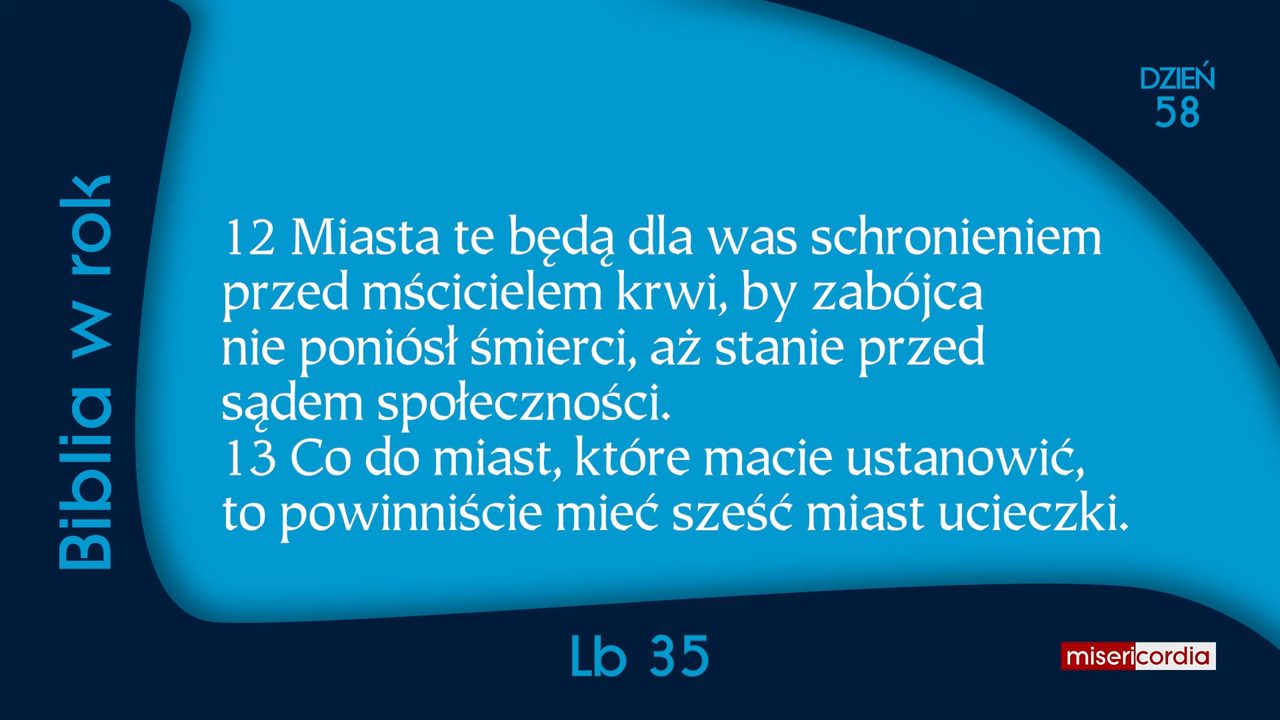 DZIEŃ
58
Biblia w rok
12 Miasta te będą dla was schronieniem
przed mścicielem krwi, by zabójca
nie poniósł śmierci, aż stanie przed
sądem społeczności.
13 Co do miast, które macie ustanowić,
to powinniście mieć sześć miast ucieczki.
Lb 35
misericordia